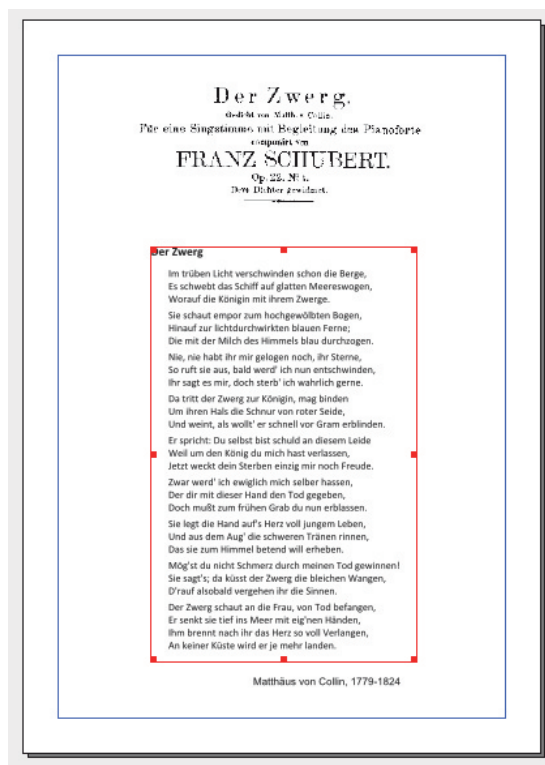 Der Zwerg.
Gedicht von Matth. v. Collin.
Für eine Singstimme mit Begleitung des Pianoforte
componirt von
FRANZ SCHUBERT.
Op. 22. Nº 1.
Dem Dichter gewidmet.
Der Zwerg
Im trüben Licht verschwinden schon die Berge,
Es schwebt das Schiff auf glatten Meereswogen,
Worauf die Königin mit ihrem Zwerge.
Sie schaut empor zum hochgewölbten Bogen,
Hinauf zur lichtdurchwirkten blauen Ferne;
Die mit der Milch des Himmels blau durchzogen.
Nie, nie habt ihr mir gelogen noch, ihr Sterne,
So ruft sie aus, bald werd' ich nun entschwinden,
Ihr sagt es mir, doch sterb' ich wahrlich gerne.
Da tritt der Zwerg zur Königin, mag binden
Um ihren Hals die Schnur von roter Seide,
Und weint, als wollt' er schnell vor Gram erblinden.
Er spricht: Du selbst bist schuld an diesem Leide
Weil um den König du mich hast verlassen,
Jetzt weckt dein Sterben einzig mir noch Freude.
Zwar werd' ich ewiglich mich selber hassen,
Der dir mit dieser Hand den Tod gegeben,
Doch mußt zum frühen Grab du nun erblassen.
Sie legt die Hand auf's Herz voll jungem Leben,
Und aus dem Aug' die schweren Tränen rinnen,
Das sie zum Himmel betend will erheben.
Mög'st du nicht Schmerz durch meinen Tod gewinnen!
Sie sagt's; da küsst der Zwerg die bleichen Wangen,
D'rauf alsobald vergehen ihr die Sinnen.
Der Zwerg schaut an die Frau, von Tod befangen,
Er senkt sie tief ins Meer mit eig'nen Händen,
Ihm brennt nach ihr das Herz so voll Verlangen,
An keiner Küste wird er je mehr landen.
Matthäus von Collin, 1779-1824